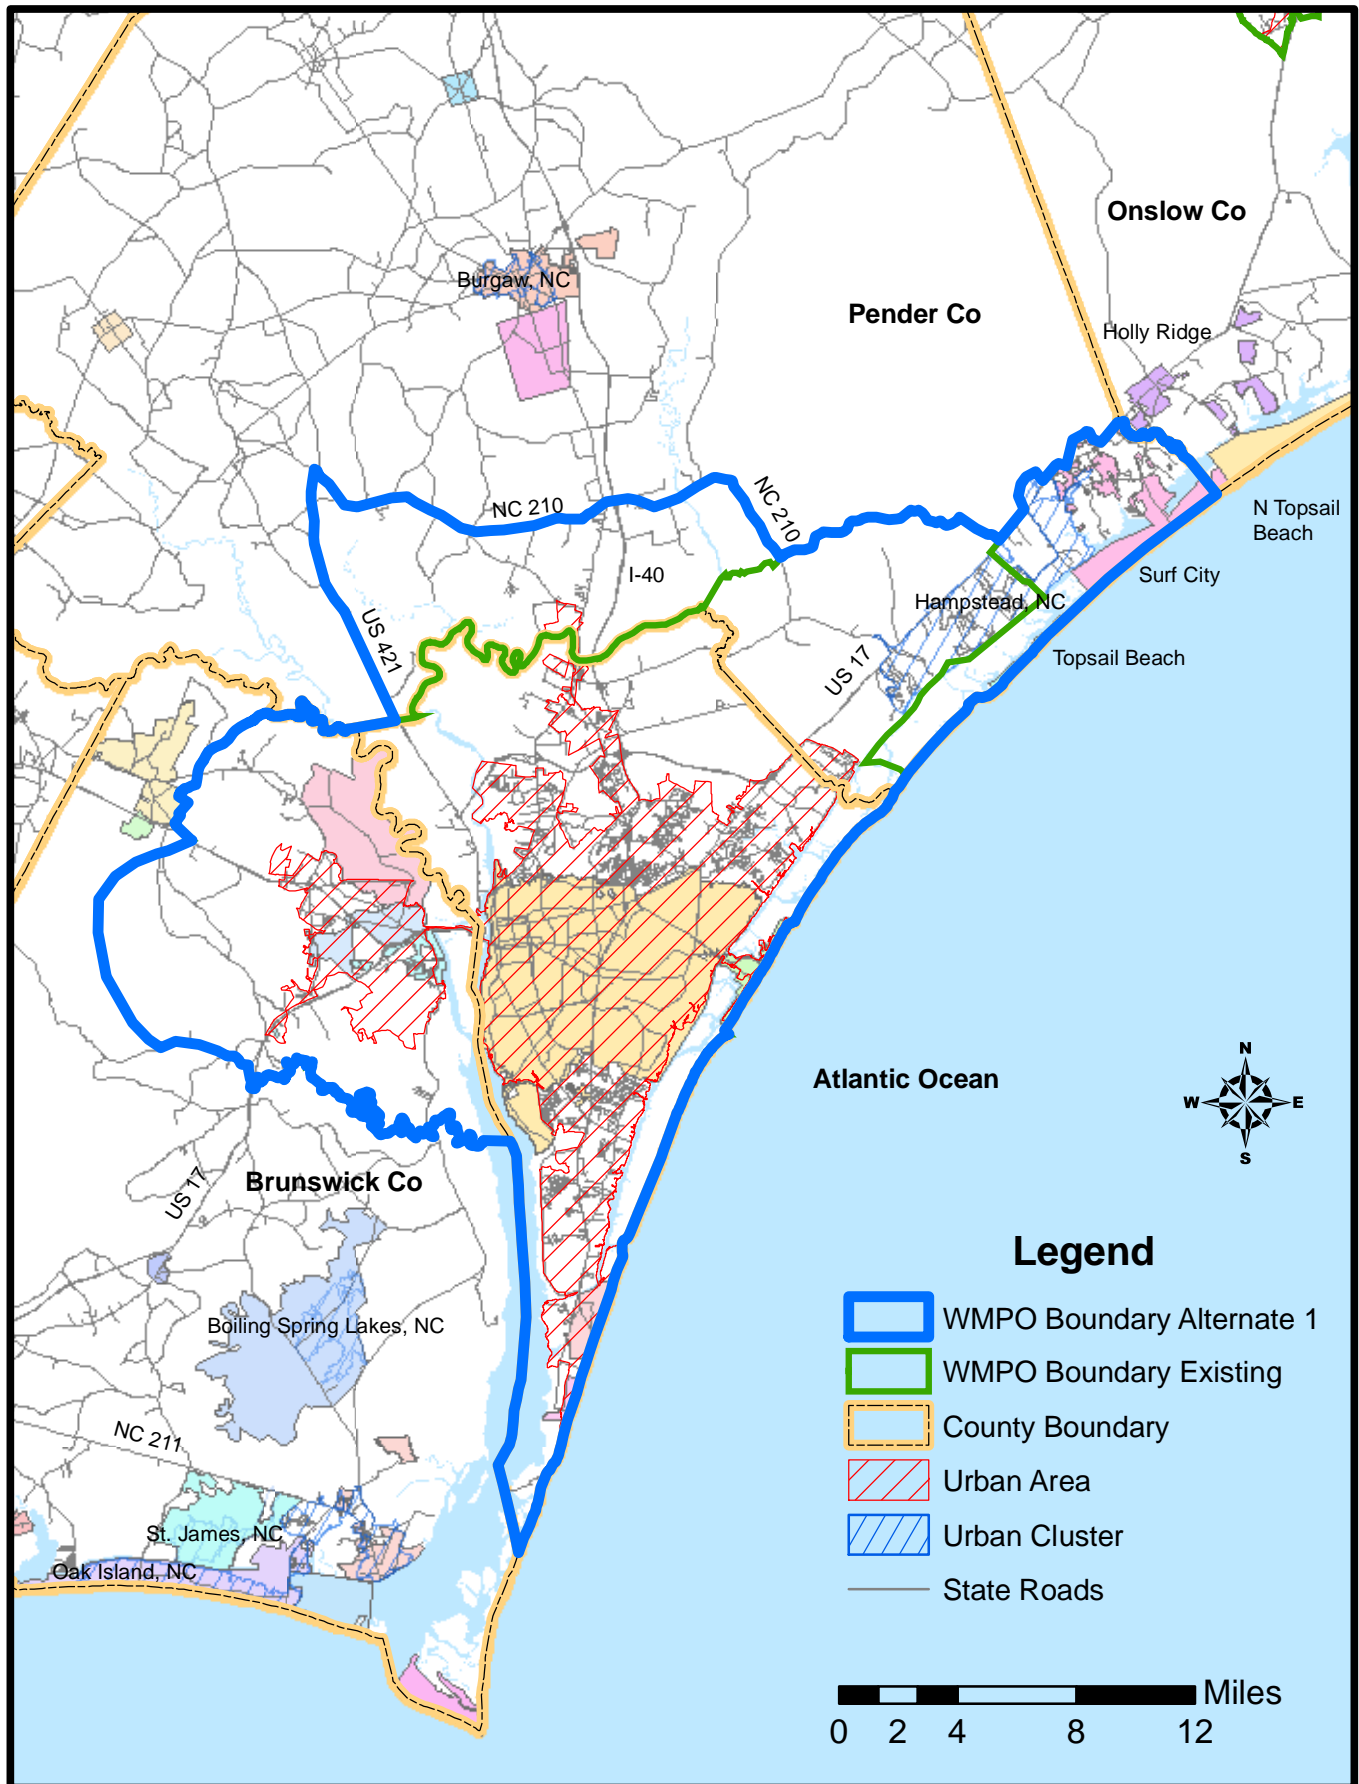 Onslow Co
Burgaw, NC
Pender Co
Holly Ridge
NC 210
NC 210
N Topsail
Beach
I-40
Surf City
Hampstead, NC
US 421
Topsail Beach
US 17
Atlantic Ocean
N
W
E
S
Brunswick Co
US 17
Boiling Spring Lakes, NC
NC 211
St. James, NC
Oak Island, NC
Legend
WMPO Boundary Alternate 1
WMPO Boundary Existing
County Boundary
Urban Area
Urban Cluster
State Roads
Miles
0 2 4 8 12